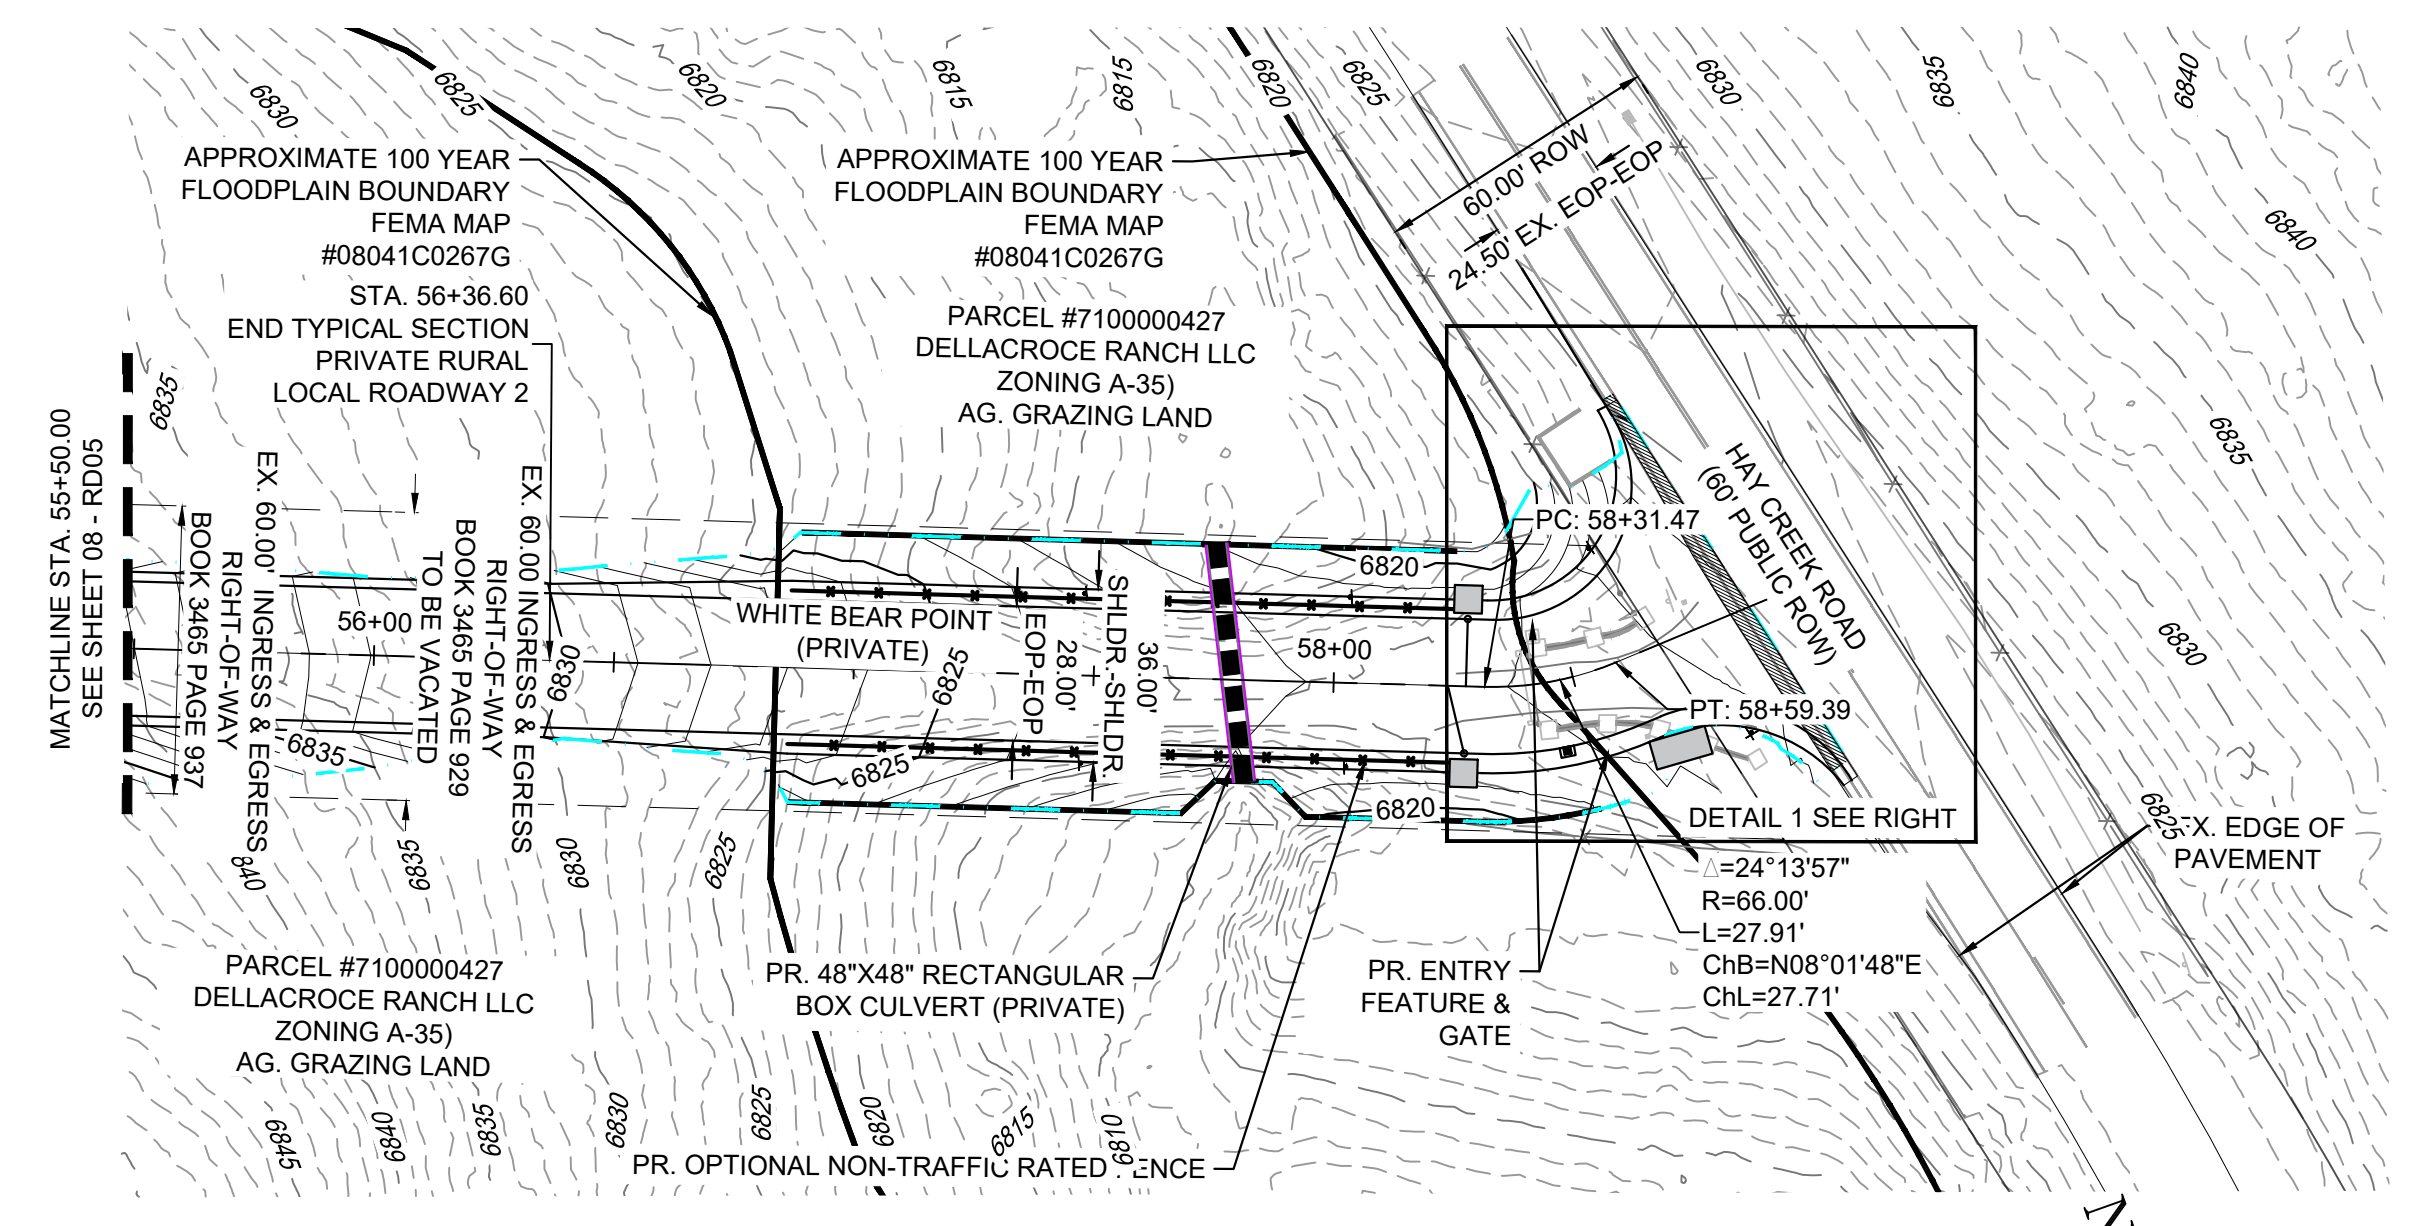 6830
6825
6820
6815
6815
6820
6825
6830
6835
6840
APPROXIMATE 100 YEAR
FLOODPLAIN BOUNDARY
FEMA MAP
#08041C0267G
APPROXIMATE 100 YEAR
FLOODPLAIN BOUNDARY
FEMA MAP
#08041C0267G
60.00' ROW
24.50' EX. EOP-EOP
6840
STA. 56+36.60
END TYPICAL SECTION
PRIVATE RURAL
LOCAL ROADWAY 2
PARCEL #7100000427
DELLACROCE RANCH LLC
ZONING A-35)
AG. GRAZING LAND
6835
6835
MATCHLINE STA. 55+50.00
SEE SHEET 08 - RD05
EX. 60.00' INGRESS & EGRESS
RIGHT-OF-WAY
BOOK 3465 PAGE 937
EX. 60.00 INGRESS & EGRESS
RIGHT-OF-WAY
BOOK 3465 PAGE 929
TO BE VACATED
56+00
6830
6835
WHITE BEAR POINT
(PRIVATE)
6825
6825
28.00'
EOP-EOP
36.00'
SHLDR.-SHLDR
58+00
6820
6820
PC: 58+31.47
HAY CREEK ROAD
(60' PUBLIC ROW)
PT: 58+59.39
DETAIL 1 SEE RIGHT
6830
6825
EX. EDGE OF
PAVEMENT
840
6835
6830
6825
△=24°13'57"
R=66.00'
L=27.91'
ChB=N08°01'48"E
ChL=27.71'
PARCEL #7100000427
DELLACROCE RANCH LLC
ZONING A-35)
AG. GRAZING LAND
PR. 48"X48" RECTANGULAR
BOX CULVERT (PRIVATE)
PR. ENTRY
FEATURE &
GATE
6845
6840
6835
6830
6825
6820
6815
6810
PR. OPTIONAL NON-TRAFFIC RATED FENCE